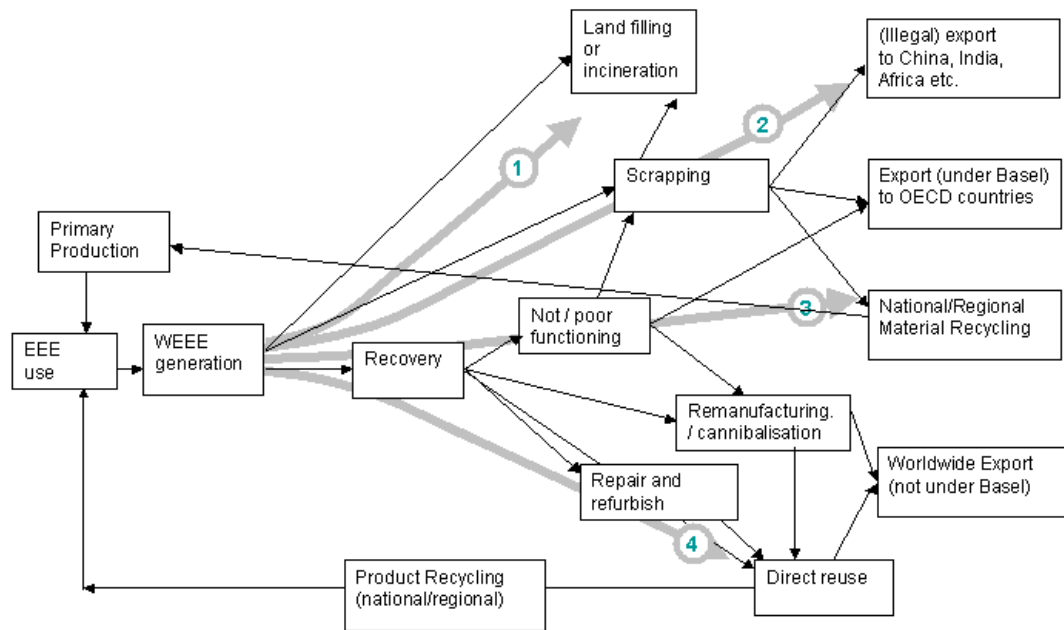 Land filling
or
incineration
(Illegal) export
to China, India,
Africa etc.
2
1
Scrapping
Export (under Basel)
to OECD countries
Primary
Production
3
National/Regional
Material Recycling
Not / poor
functioning
WEEE
generation
EEE
use
Recovery
Remanufacturing.
/ cannibalisation
Worldwide Export
(not under Basel)
Repair and
refurbish
4
Direct reuse
Product Recycling
(national/regional)